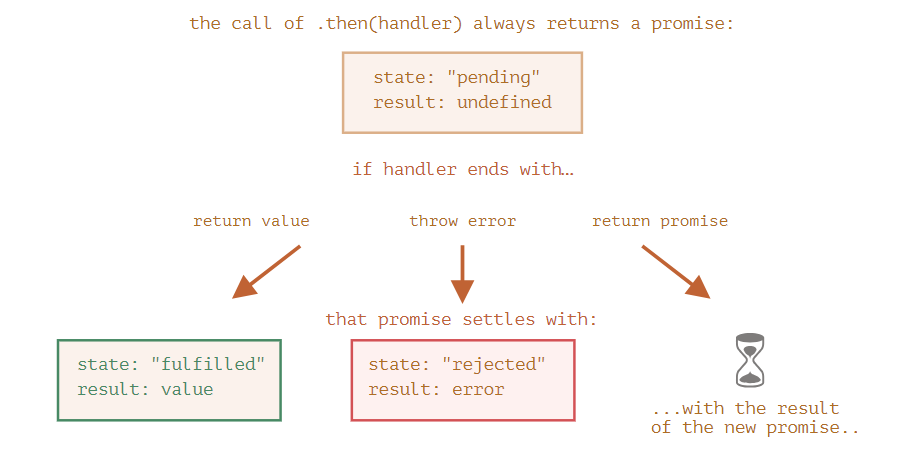 the call of .then(handler) always returns a promise:
state: "pending"
result: undefined
if handler ends with…
return value
throw error
return promise
that promise settles with:
state: "fulfilled"
result: value
state: "rejected"
result: error
...with the result
of the new promise..